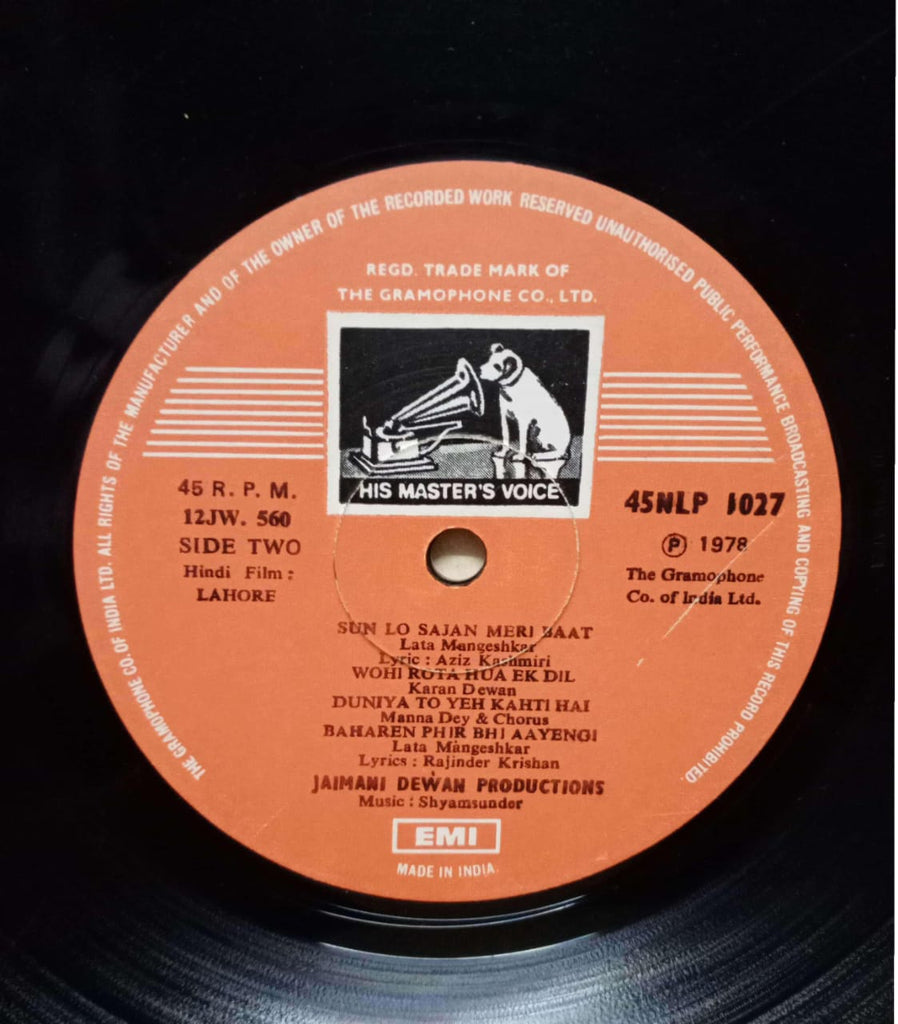 THE GRAMOPHONE CO. OF INDIA LTD. ALL RIGHTS OF THE MANUFACTURER AND OF THE OWNER OF THE RECORDED WORK RESERVED UNAUTHORISED PUBLIC PERFORMANCE BROADCASTING AND COPYING OF THIS RECORD PROHIBITED.
REGD. TRADE MARK OF
THE GRAMOPHONE CO., LTD.
HIS MASTER'S VOICE
45 R. P. M.
12JW. 560
SIDE TWO
Hindi Film :
LAHORE
45NLP 1027
Ⓟ 1978
The Gramophone
Co. of India Ltd.
SUN LO SAJAN MERI BAAT
Lata Mangeshkar
Lyric : Aziz Kashmiri
WOHI ROTA HUA EK DIL
Karan Dewan
DUNIYA TO YEH KAHTI HAI
Manna Dey & Chorus
BAHAREN PHIR BHI AAYENGI
Lata Mangeshkar
Lyrics : Rajinder Krishan
JAIMANI DEWAN PRODUCTIONS
Music : Shyamsunder
EMI
MADE IN INDIA.